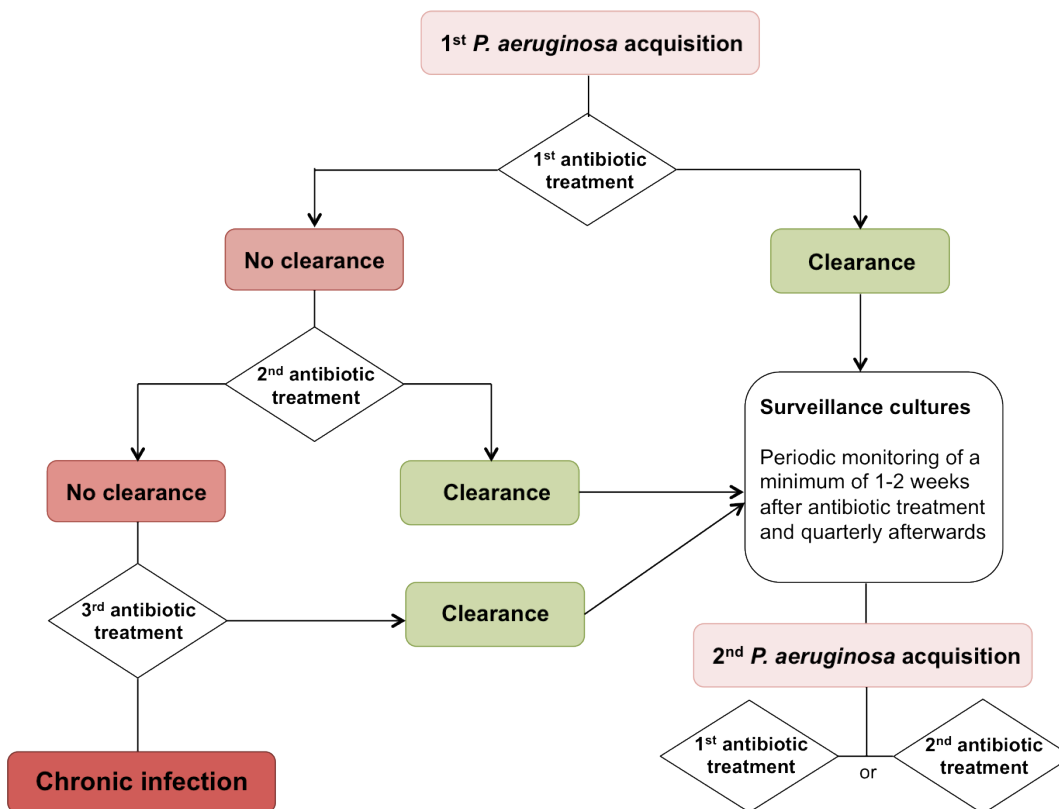 1st P. aeruginosa acquisition
1st antibiotic
treatment
No clearance
Clearance
2nd antibiotic
treatment
Surveillance cultures
Periodic monitoring of a
minimum of 1-2 weeks
after antibiotic treatment
and quarterly afterwards
No clearance
Clearance
3rd antibiotic
treatment
Clearance
2nd P. aeruginosa acquisition
1st antibiotic
treatment
or
2nd antibiotic
treatment
Chronic infection